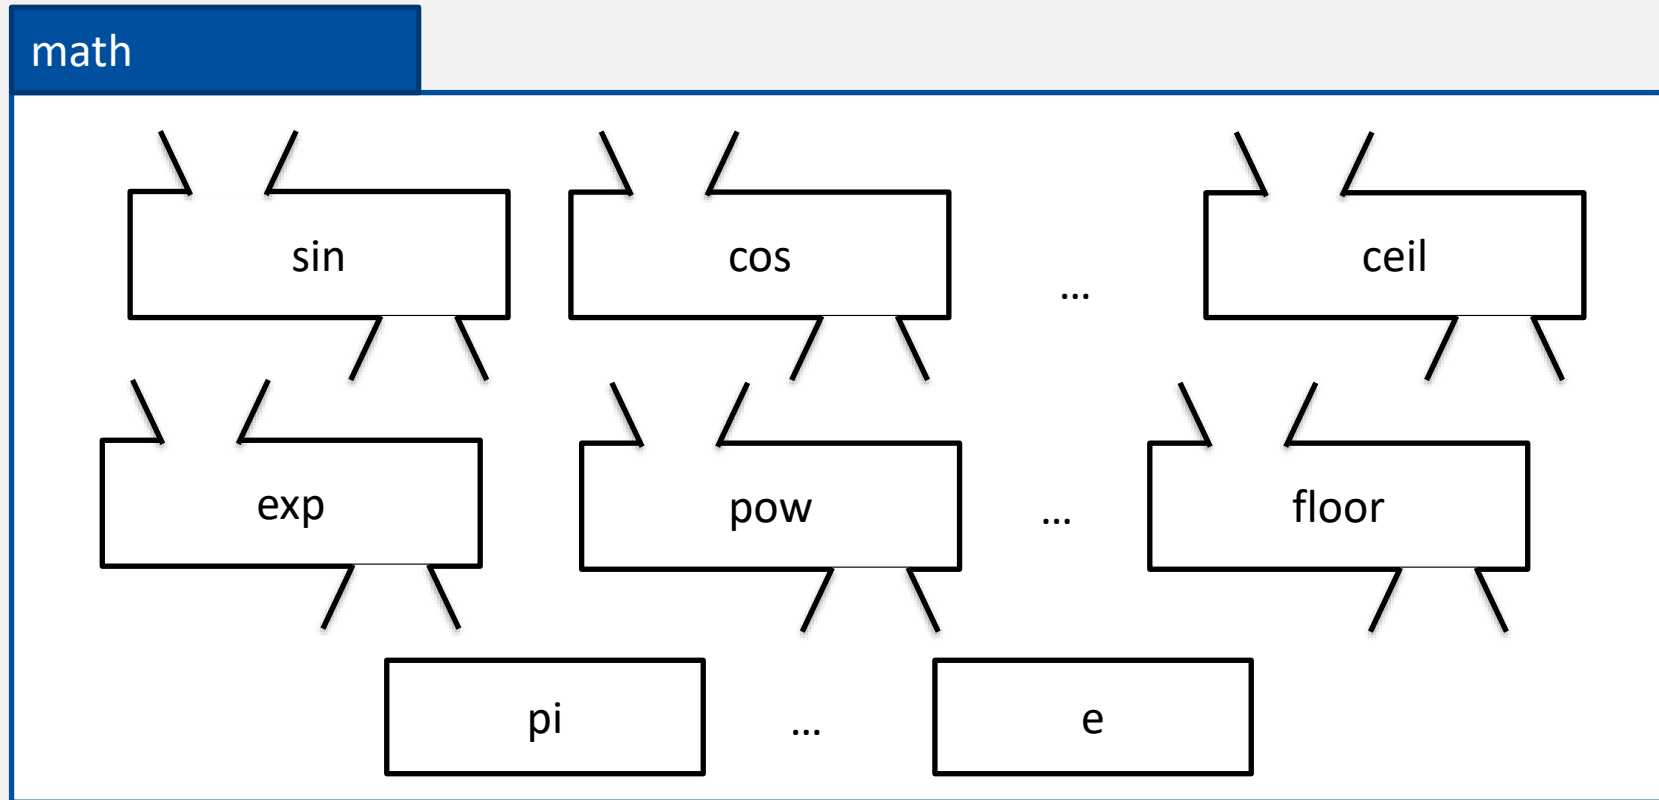 math
sin
cos
...
ceil
exp
pow
...
floor
pi
...
e